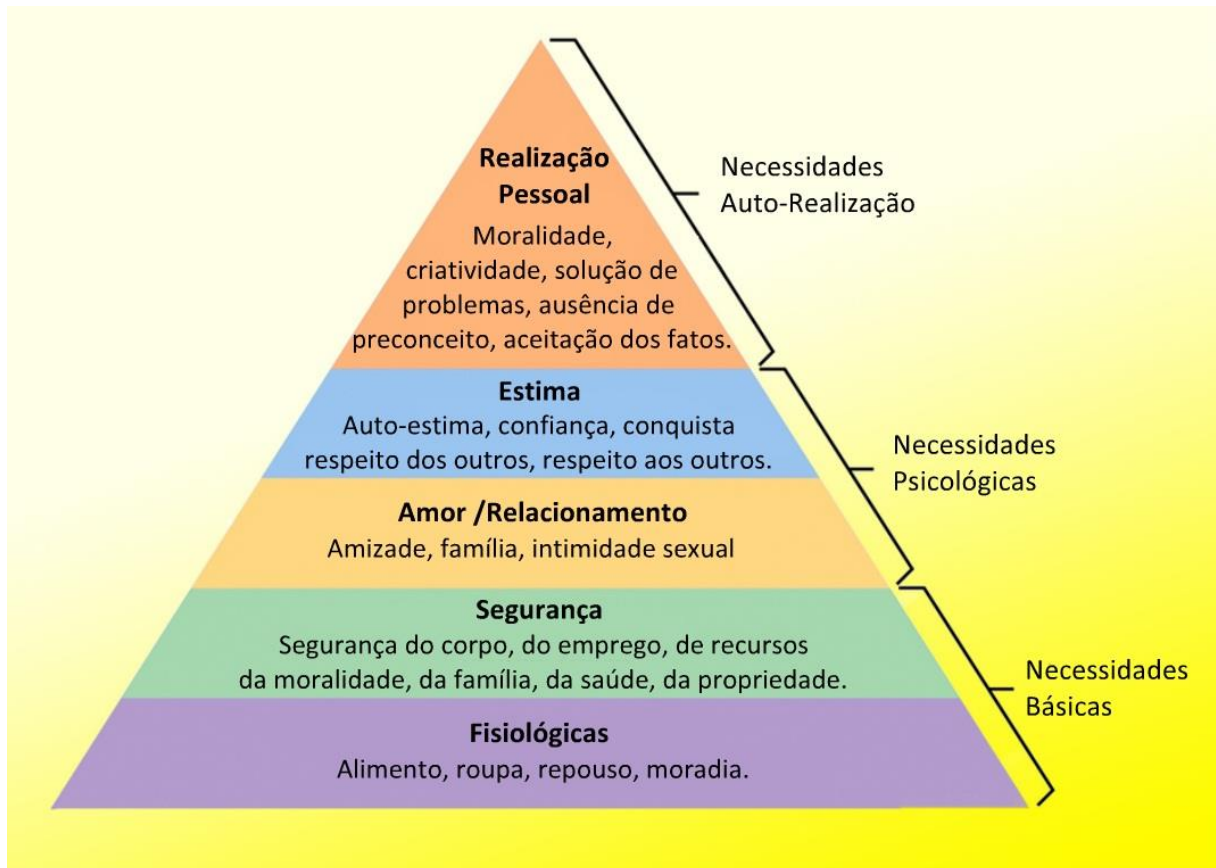 Realização
Pessoal
Moralidade,
criatividade, solução de
problemas, ausência de
preconceito, aceitação dos fatos.
Necessidades
Auto-Realização
Estima
Auto-estima, confiança, conquista
respeito dos outros, respeito aos outros.
Amor /Relacionamento
Amizade, família, intimidade sexual
Necessidades
Psicológicas
Segurança
Segurança do corpo, do emprego, de recursos
da moralidade, da família, da saúde, da propriedade.
Fisiológicas
Alimento, roupa, repouso, moradia.
Necessidades
Básicas